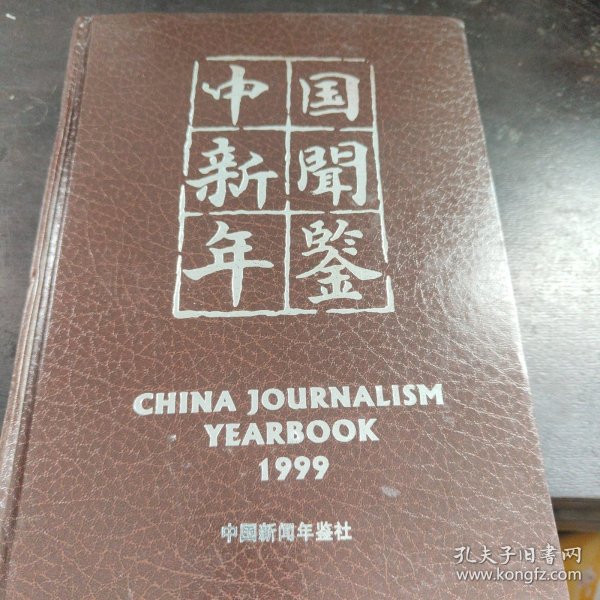 中国
新聞
年鑒
CHINA JOURNALISM
YEARBOOK
1999
中国新闻年鉴社
孔夫子旧书网
www.kongfz.com